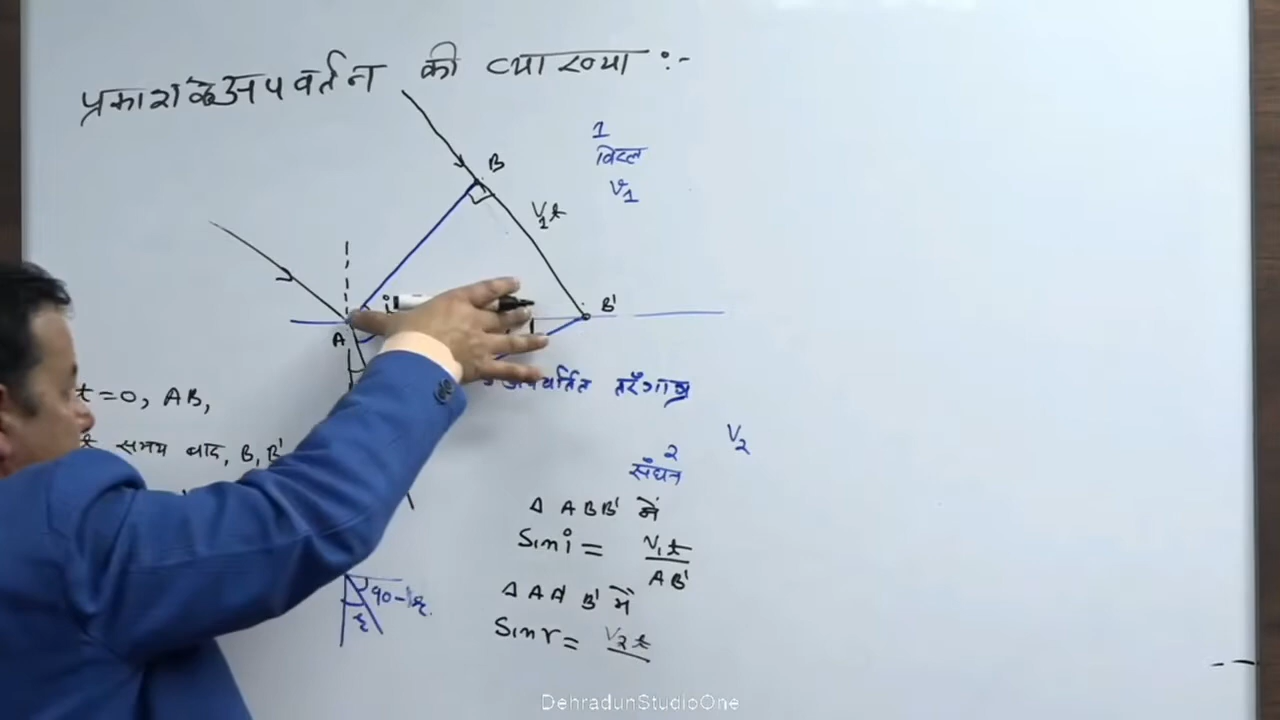 प्रकाश के अपवर्तन की व्याख्या :-
1
विरल
V1
B
V1t
i
B'
A
अपवर्तित तरंगाग्र
t=0, AB,
t समय बाद, B, B'
V2
2
संघन
Δ ABB' में
Sin i = V1t / AB'
Δ AA'B' में
Sin r = V2t
90-r
r
DehradunStudioOne